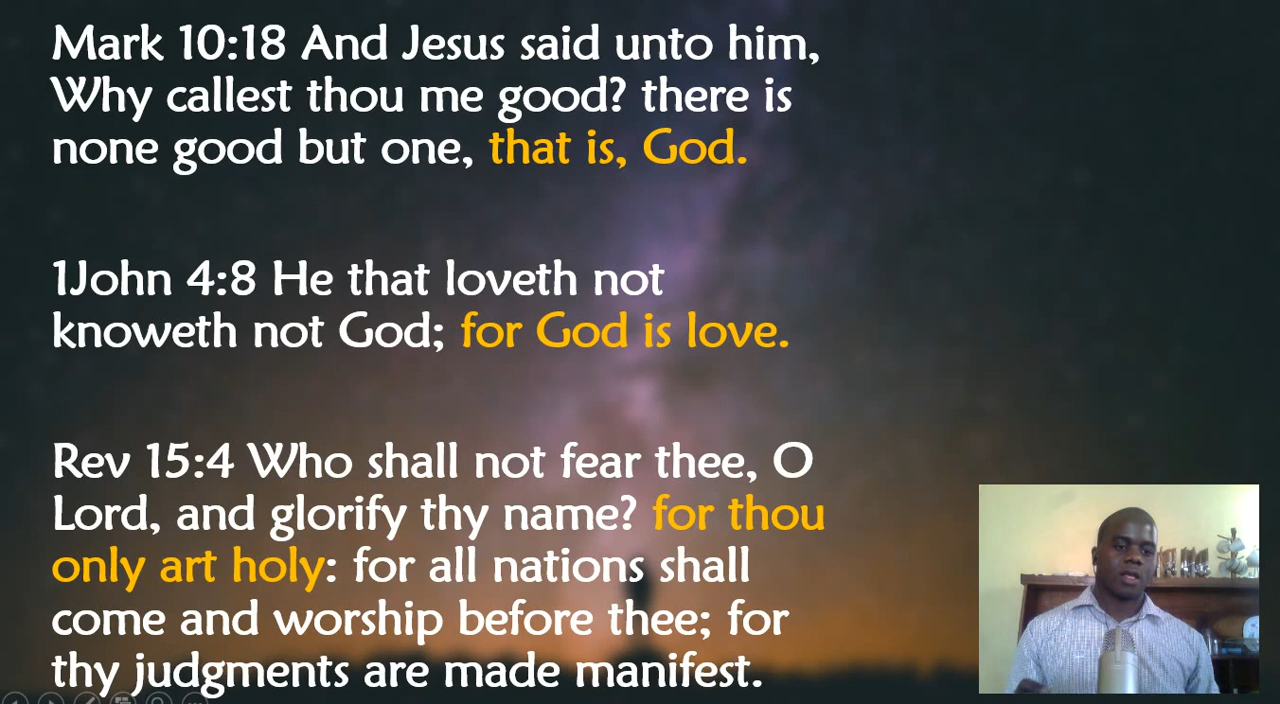 Mark 10:18 And Jesus said unto him,
Why callest thou me good? there is
none good but one, that is, God.
1John 4:8 He that loveth not
knoweth not God; for God is love.
Rev 15:4 Who shall not fear thee, O
Lord, and glorify thy name? for thou
only art holy: for all nations shall
come and worship before thee; for
thy judgments are made manifest.